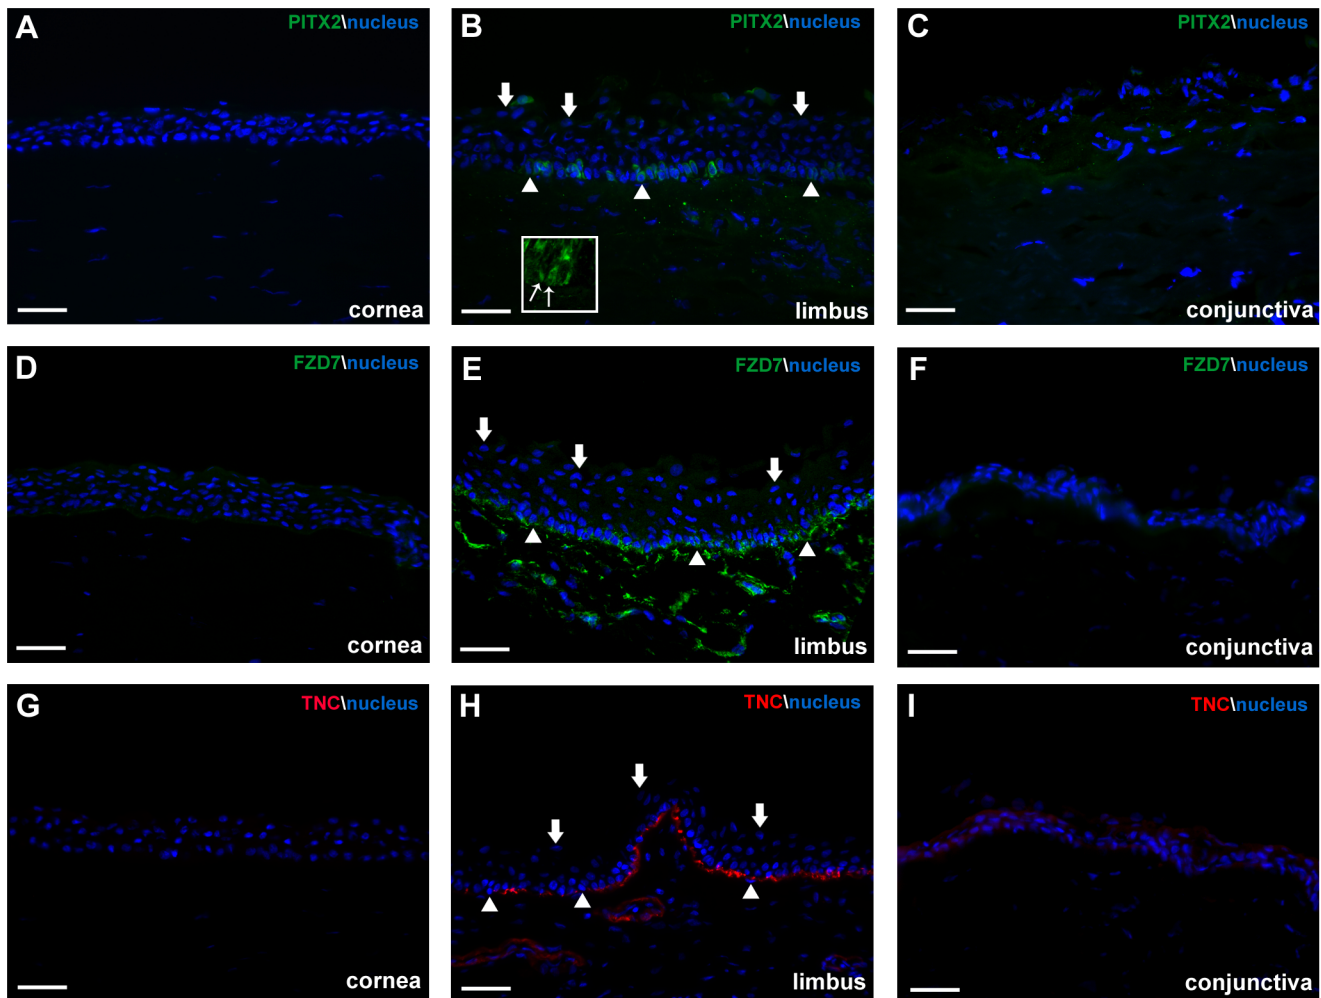 A PITX2\nucleus
cornea
B PITX2\nucleus
limbus
C PITX2\nucleus
conjunctiva
D FZD7\nucleus
cornea
E FZD7\nucleus
limbus
F FZD7\nucleus
conjunctiva
G TNC\nucleus
cornea
H TNC\nucleus
limbus
I TNC\nucleus
conjunctiva